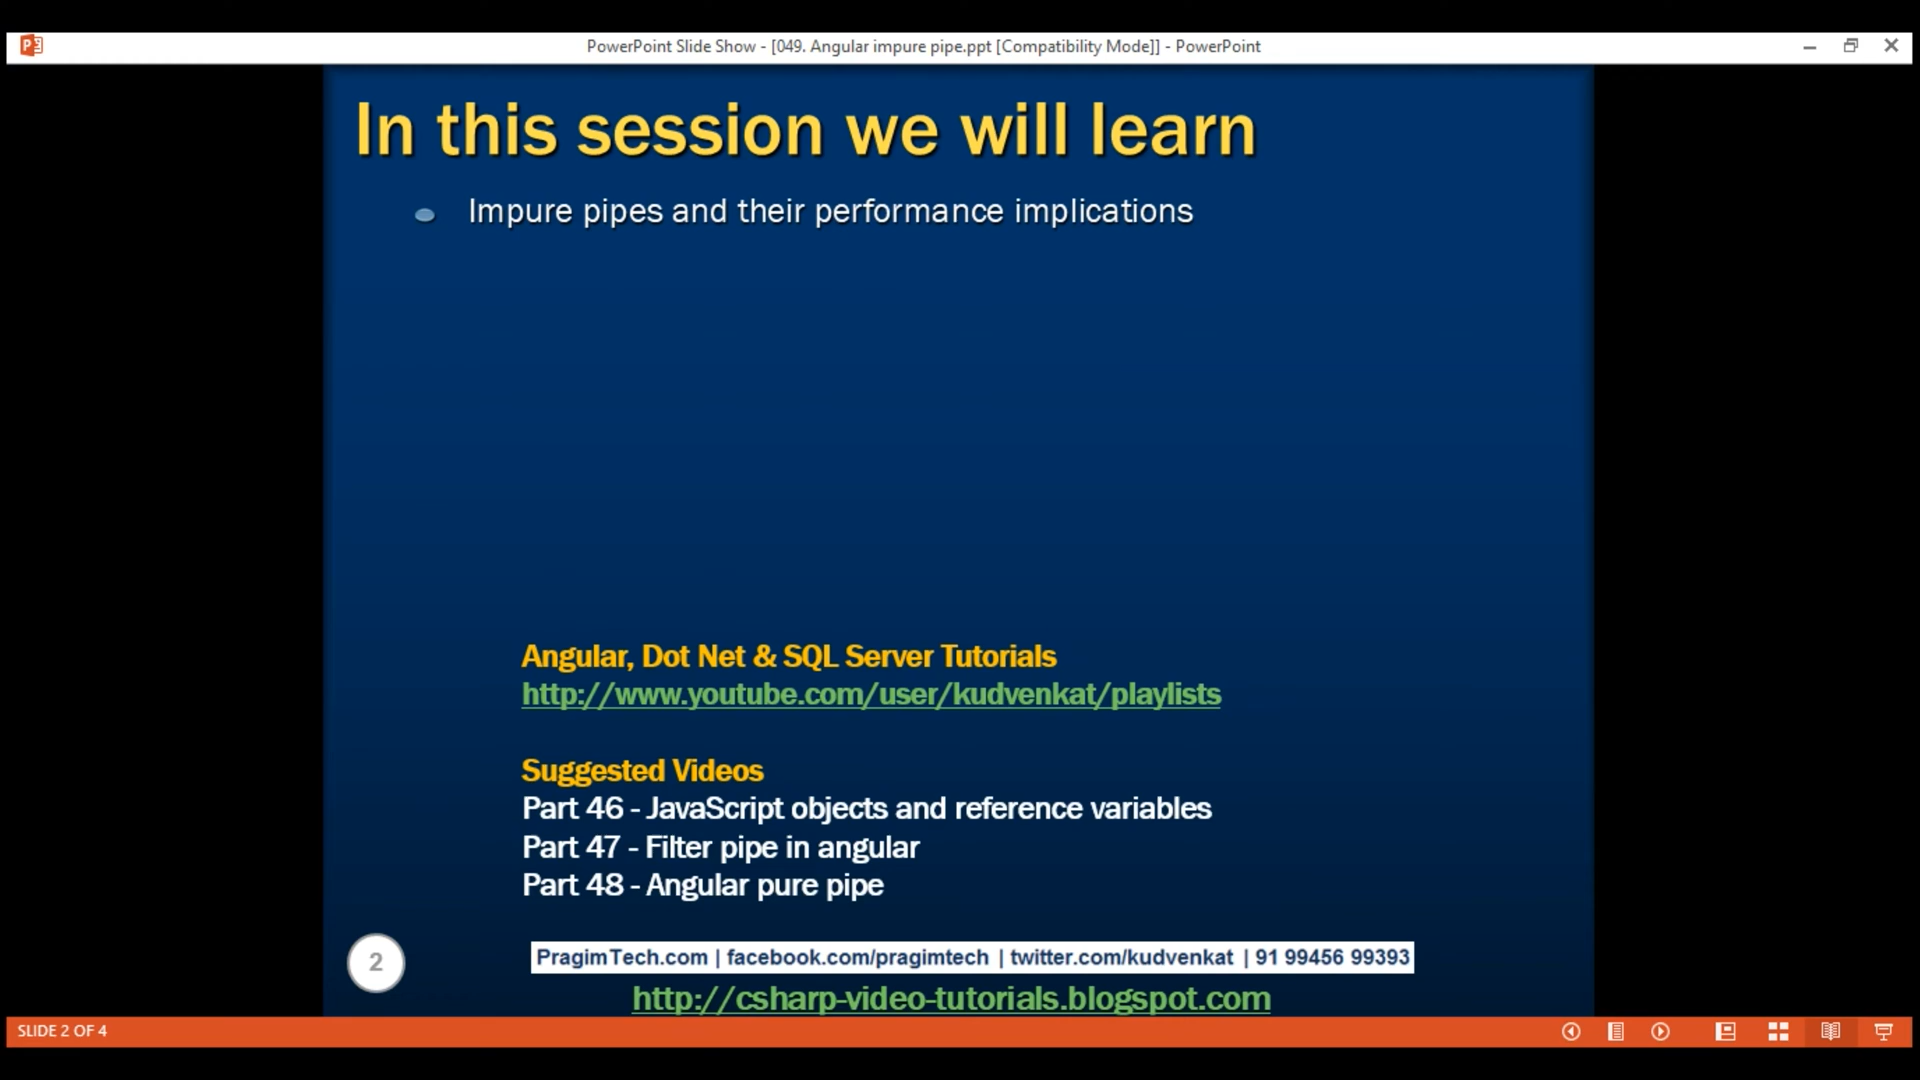 PowerPoint Slide Show - [049. Angular impure pipe.ppt [Compatibility Mode]] - PowerPoint
In this session we will learn
Impure pipes and their performance implications
Angular, Dot Net & SQL Server Tutorials
http://www.youtube.com/user/kudvenkat/playlists
Suggested Videos
Part 46 - JavaScript objects and reference variables
Part 47 - Filter pipe in angular
Part 48 - Angular pure pipe
2
PragimTech.com | facebook.com/pragimtech | twitter.com/kudvenkat | 91 99456 99393
http://csharp-video-tutorials.blogspot.com
SLIDE 2 OF 4